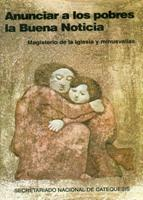 Anunciar a los pobres
la Buena Noticia
Magisterio de la iglesia y minusvalías
SECRETARIADO NACIONAL DE CATEQUESIS